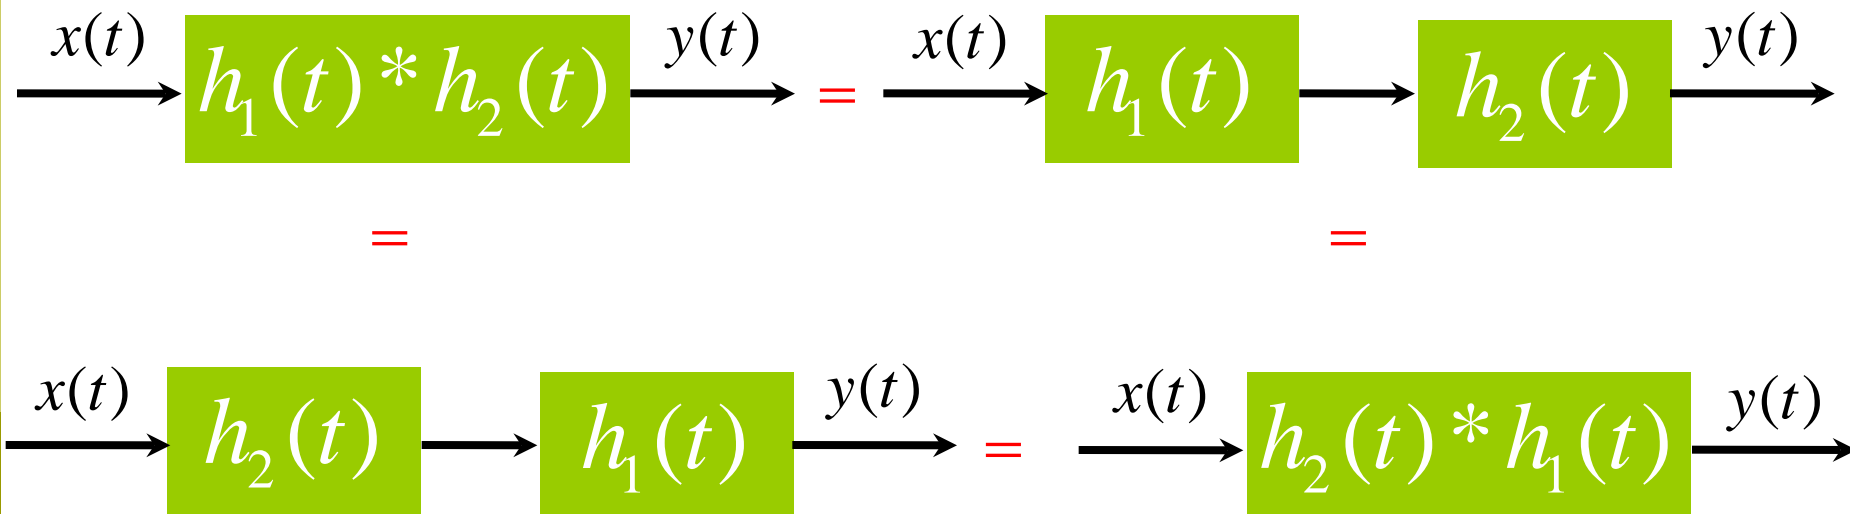 x(t) h₁(t)*h₂(t) y(t) = x(t) h₁(t) h₂(t) y(t)
= =
x(t) h₂(t) h₁(t) y(t) = x(t) h₂(t)*h₁(t) y(t)